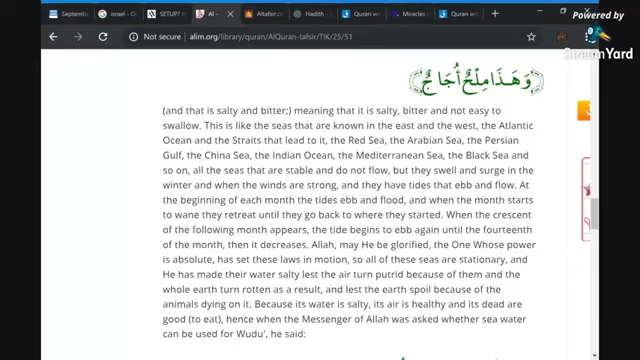 Septembe
Israel - G
SETUP?
Al -
Altafsir.c
Hadith -
Quran w
Miracles
Quran w
Powered by
StreamYard
Not secure | alim.org/library/quran/AlQuran-tafsir/TIK/25/51
وَهَـذَا مِلْحٌ أُجَاجٌ
(and that is salty and bitter;) meaning that it is salty, bitter and not easy to
swallow. This is like the seas that are known in the east and the west, the Atlantic
Ocean and the Straits that lead to it, the Red Sea, the Arabian Sea, the Persian
Gulf, the China Sea, the Indian Ocean, the Mediterranean Sea, the Black Sea and
so on, all the seas that are stable and do not flow, but they swell and surge in the
winter and when the winds are strong, and they have tides that ebb and flow. At
the beginning of each month the tides ebb and flood, and when the month starts
to wane they retreat until they go back to where they started. When the crescent
of the following month appears, the tide begins to ebb again until the fourteenth
of the month, then it decreases. Allah, may He be glorified, the One Whose power
is absolute, has set these laws in motion, so all of these seas are stationary, and
He has made their water salty lest the air turn putrid because of them and the
whole earth turn rotten as a result, and lest the earth spoil because of the
animals dying on it. Because its water is salty, its air is healthy and its dead are
good (to eat), hence when the Messenger of Allah was asked whether sea water
can be used for Wudu', he said: